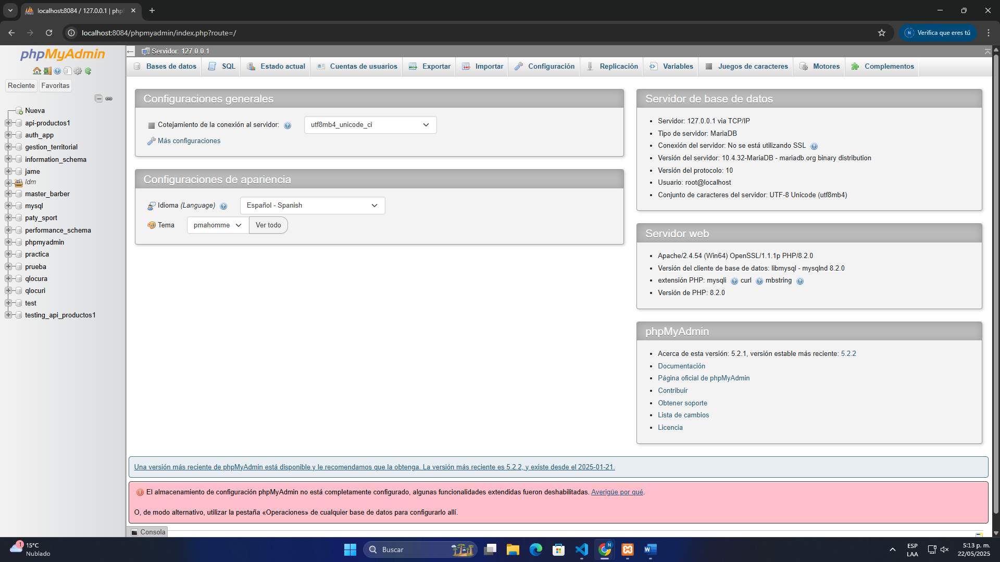 localhost:8084 / 127.0.0.1 | php
localhost:8084/phpmyadmin/index.php?route=/
N
Verifica que eres tú
phpMyAdmin
Reciente
Favoritas
Nueva
api-productos1
auth_app
gestion_territorial
information_schema
jame
ldm
master_barber
mysql
paty_sport
performance_schema
phpmyadmin
practica
prueba
qlocura
qlocuri
test
testing_api_productos1
Servidor: 127.0.0.1
Bases de datos
SQL
Estado actual
Cuentas de usuarios
Exportar
Importar
Configuración
Replicación
Variables
Juegos de caracteres
Motores
Complementos
Configuraciones generales
Cotejamiento de la conexión al servidor:
utf8mb4_unicode_ci
Más configuraciones
Configuraciones de apariencia
Idioma (Language)
Español - Spanish
Tema
pmahomme
Ver todo
Servidor de base de datos
Servidor: 127.0.0.1 via TCP/IP
Tipo de servidor: MariaDB
Conexión del servidor: No se está utilizando SSL
Versión del servidor: 10.4.32-MariaDB - mariadb.org binary distribution
Versión del protocolo: 10
Usuario: root@localhost
Conjunto de caracteres del servidor: UTF-8 Unicode (utf8mb4)
Servidor web
Apache/2.4.54 (Win64) OpenSSL/1.1.1p PHP/8.2.0
Versión del cliente de base de datos: libmysql - mysqlnd 8.2.0
extensión PHP: mysqli curl mbstring
Versión de PHP: 8.2.0
phpMyAdmin
Acerca de esta versión: 5.2.1, versión estable más reciente: 5.2.2
Documentación
Página oficial de phpMyAdmin
Contribuir
Obtener soporte
Lista de cambios
Licencia
Una versión más reciente de phpMyAdmin está disponible y le recomendamos que la obtenga. La versión más reciente es 5.2.2, y existe desde el 2025-01-21.
El almacenamiento de configuración phpMyAdmin no está completamente configurado, algunas funcionalidades extendidas fueron deshabilitadas. Averigüe por qué.
O, de modo alternativo, utilizar la pestaña «Operaciones» de cualquier base de datos para configurarlo allí.
Consola
1
15°C
Nublado
Buscar
N
W
ESP
LAA
5:13 p. m.
22/05/2025